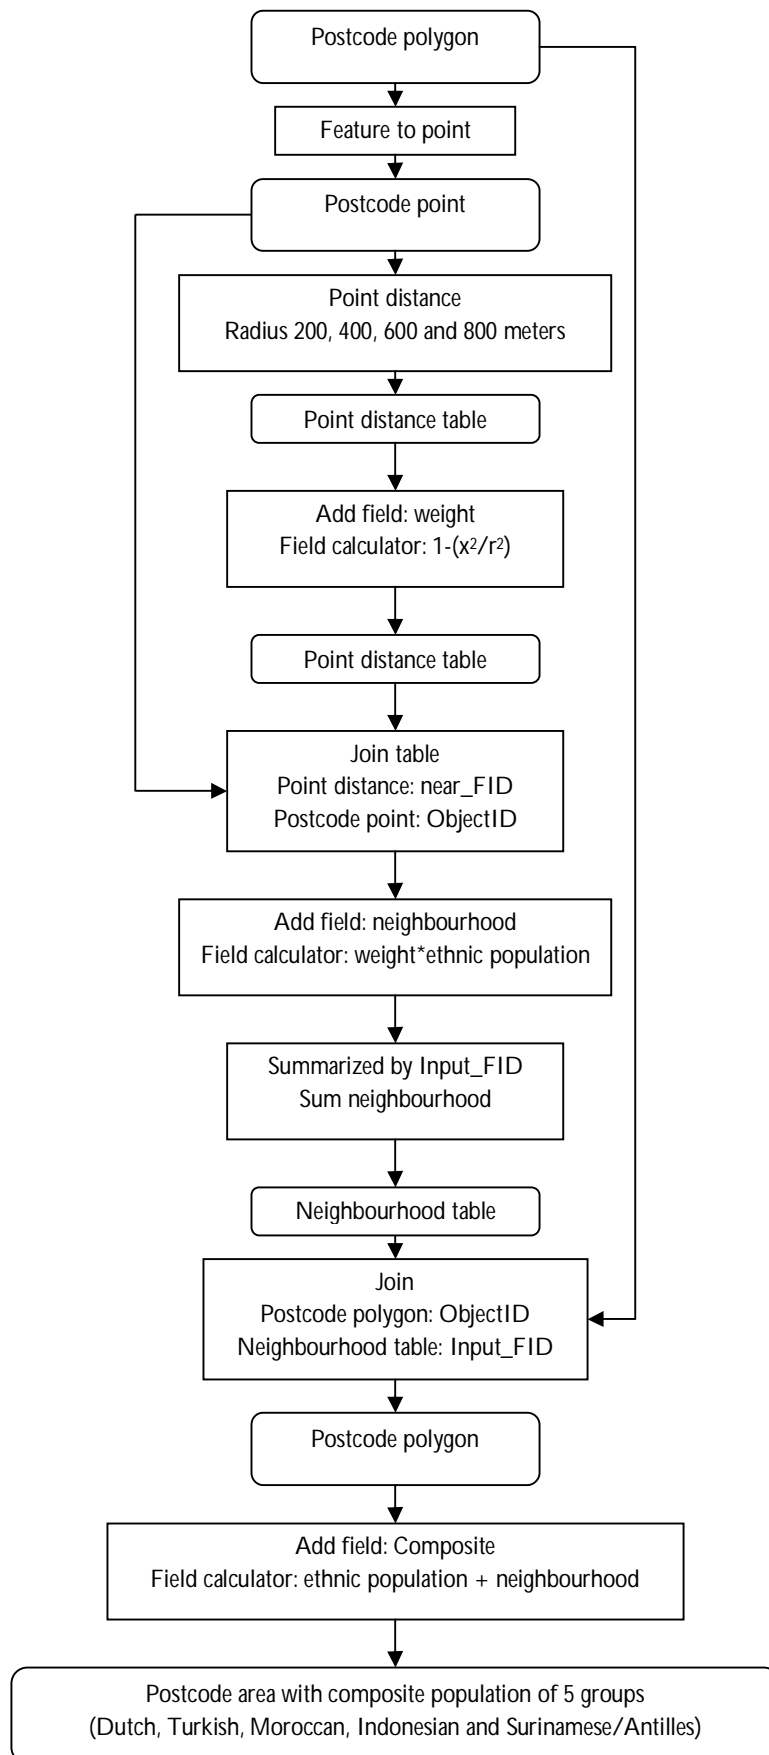 Postcode polygon
Feature to point
Postcode point
Point distance
Radius 200, 400, 600 and 800 meters
Point distance table
Add field: weight
Field calculator: 1-(x²/r²)
Point distance table
Join table
Point distance: near_FID
Postcode point: ObjectID
Add field: neighbourhood
Field calculator: weight*ethnic population
Summarized by Input_FID
Sum neighbourhood
Neighbourhood table
Join
Postcode polygon: ObjectID
Neighbourhood table: Input_FID
Postcode polygon
Add field: Composite
Field calculator: ethnic population + neighbourhood
Postcode area with composite population of 5 groups
(Dutch, Turkish, Moroccan, Indonesian and Surinamese/Antilles)